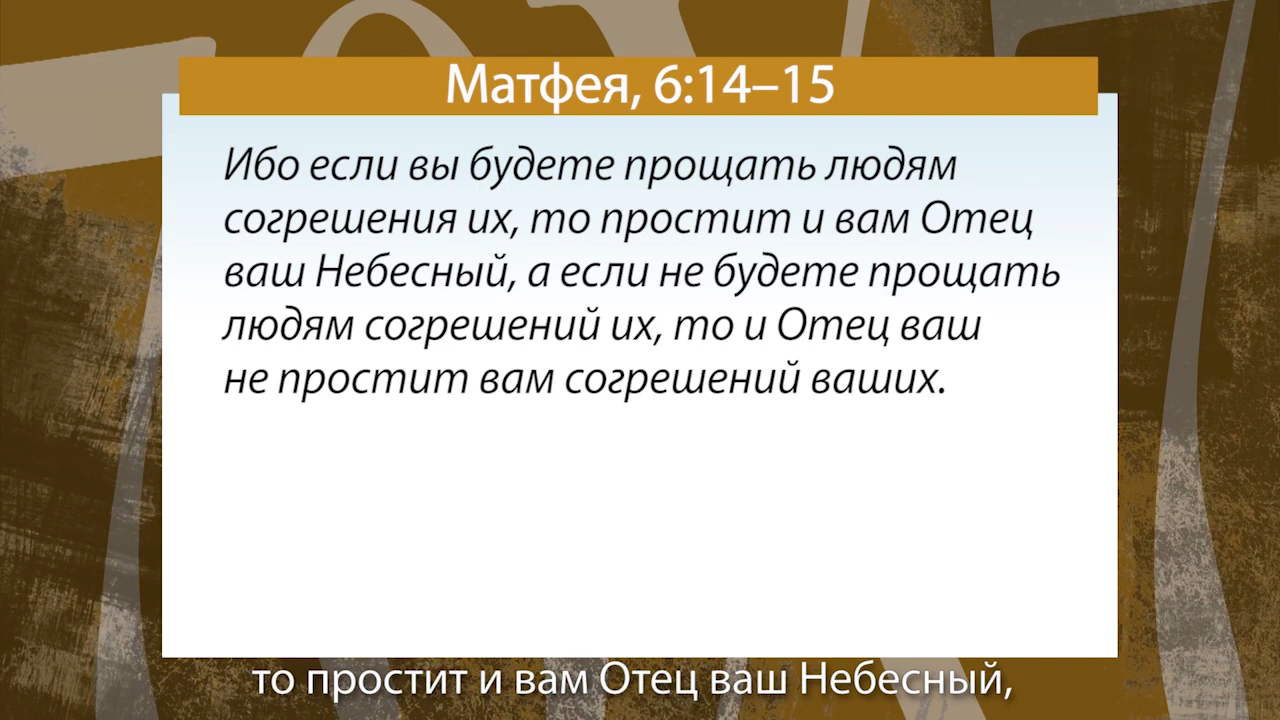 Матфея, 6:14–15
Ибо если вы будете прощать людям
согрешения их, то простит и вам Отец
ваш Небесный, а если не будете прощать
людям согрешений их, то и Отец ваш
не простит вам согрешений ваших.
то простит и вам Отец ваш Небесный,